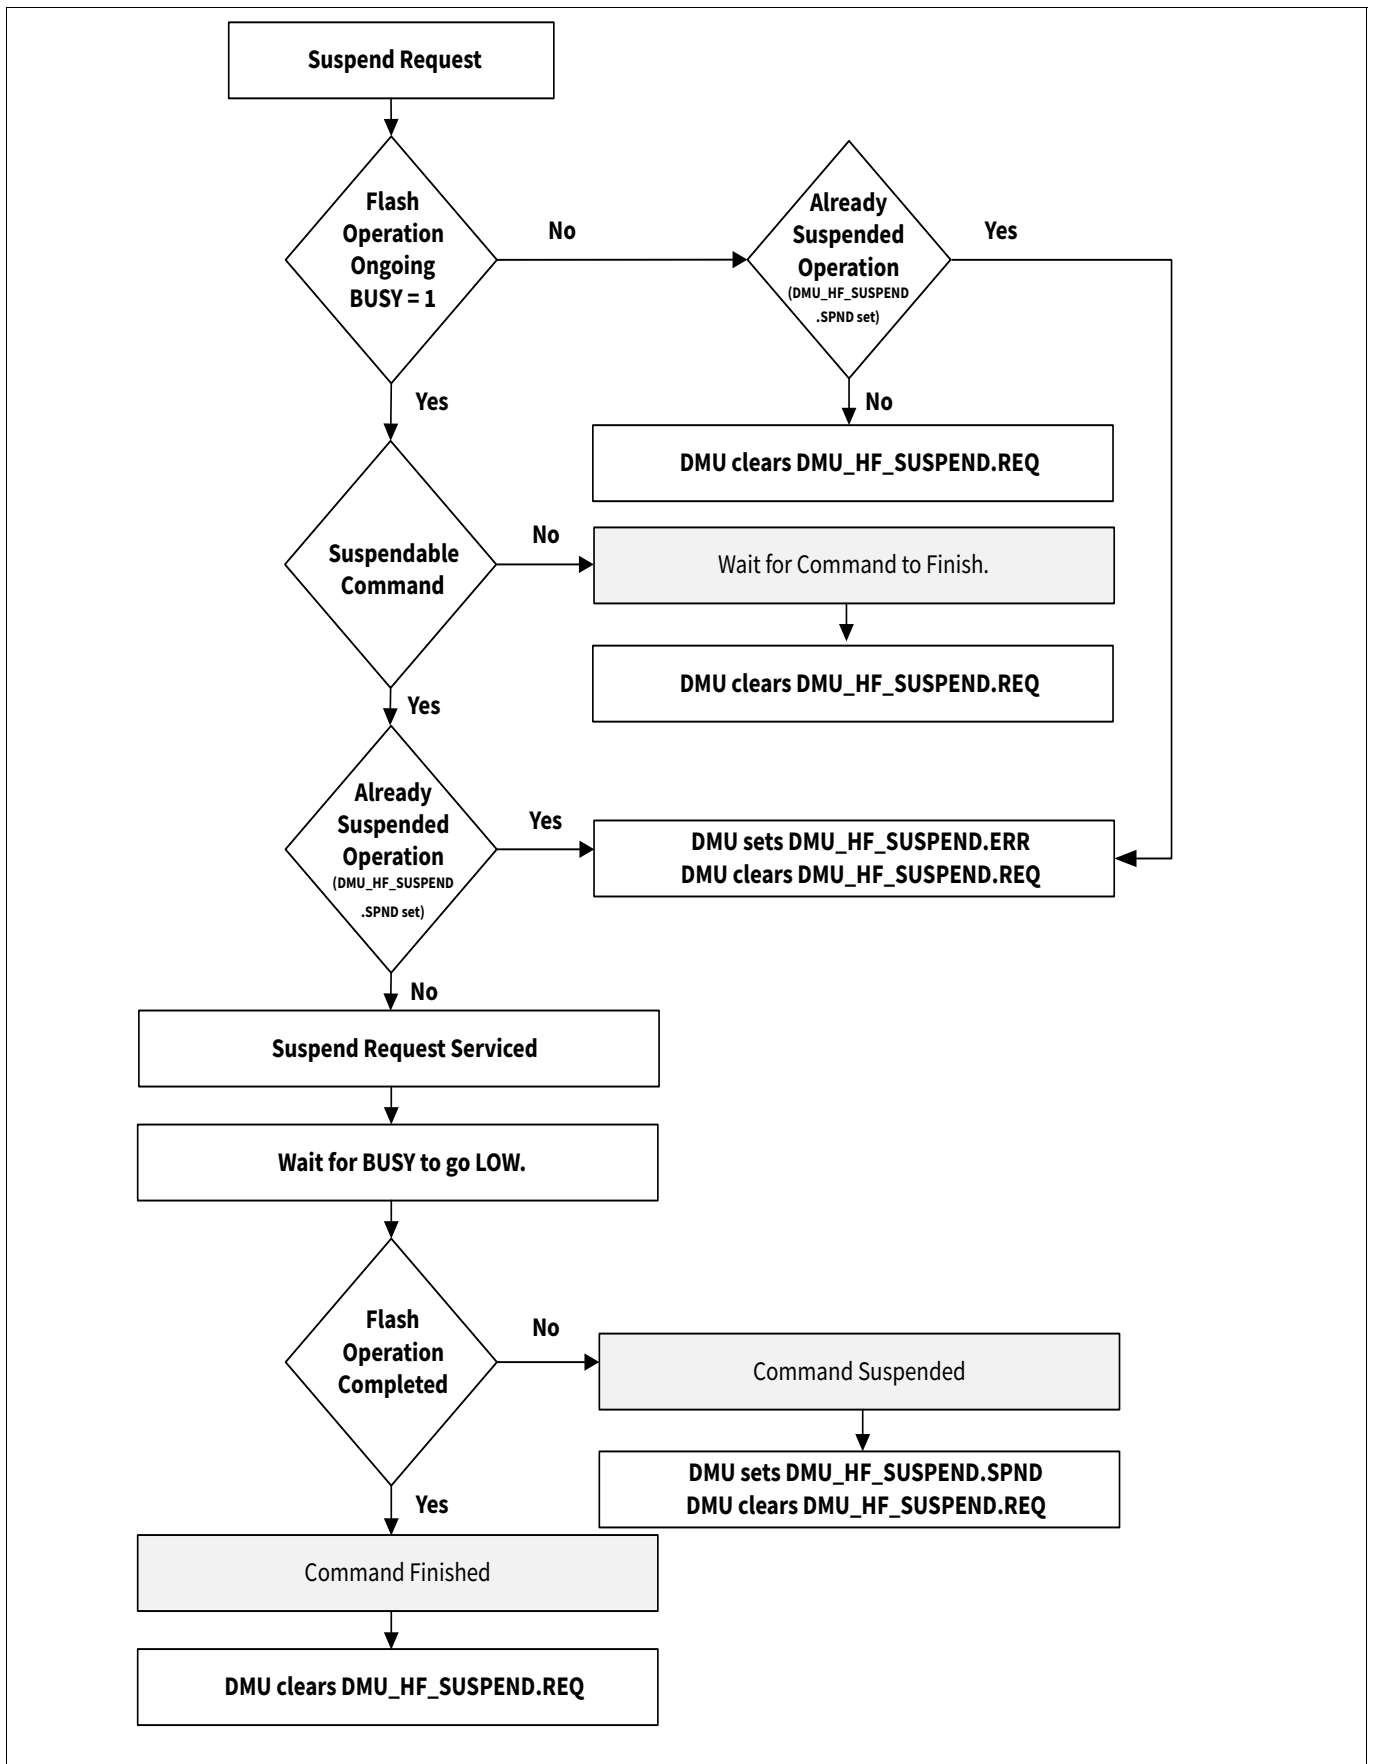 Suspend Request
Flash
Operation
Ongoing
BUSY = 1
No
Already
Suspended
Operation
(DMU_HF_SUSPEND
.SPND set)
Yes
Yes
No
DMU clears DMU_HF_SUSPEND.REQ
Suspendable
Command
No
Wait for Command to Finish.
DMU clears DMU_HF_SUSPEND.REQ
Yes
Already
Suspended
Operation
(DMU_HF_SUSPEND
.SPND set)
Yes
DMU sets DMU_HF_SUSPEND.ERR
DMU clears DMU_HF_SUSPEND.REQ
No
Suspend Request Serviced
Wait for BUSY to go LOW.
Flash
Operation
Completed
No
Command Suspended
DMU sets DMU_HF_SUSPEND.SPND
DMU clears DMU_HF_SUSPEND.REQ
Yes
Command Finished
DMU clears DMU_HF_SUSPEND.REQ